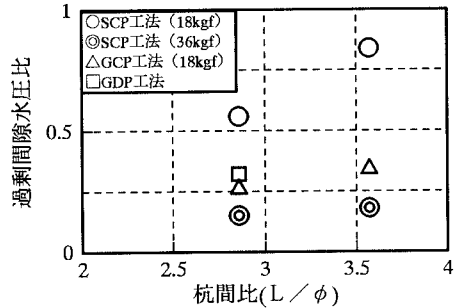 1
○SCP工法（18kgf）
◎SCP工法（36kgf）
△GCP工法（18kgf）
□GDP工法
過剰間隙水圧比
0.5
0
2 2.5 3 3.5 4
杭間比(L／φ)